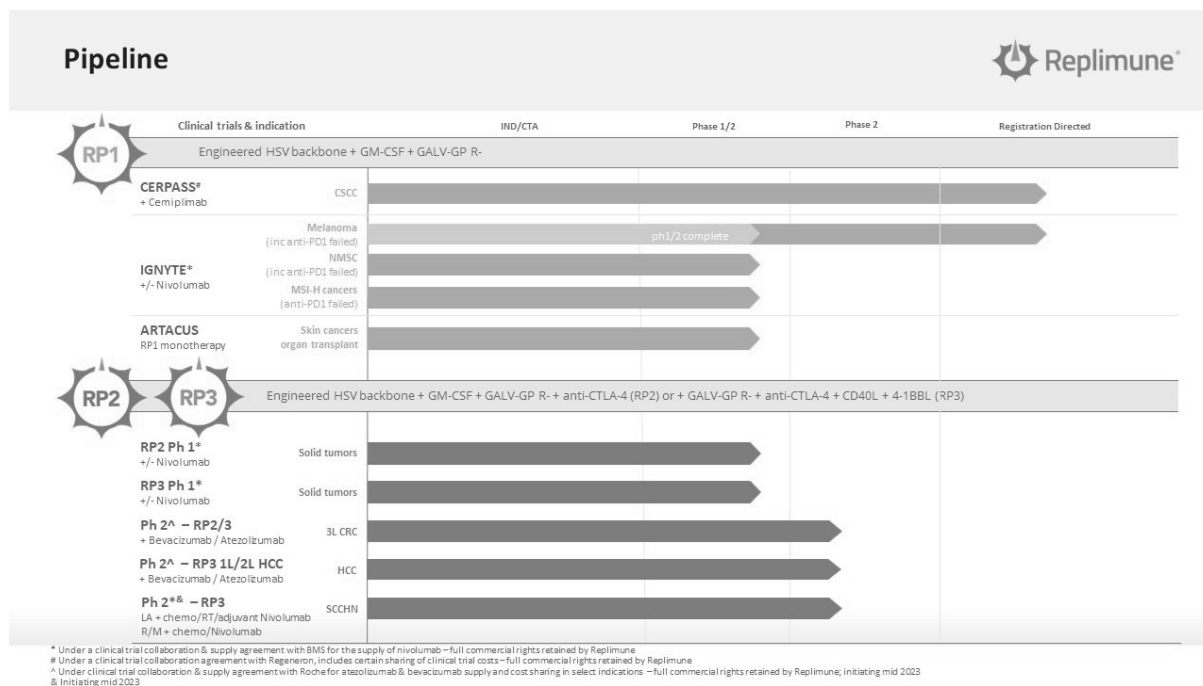 Pipeline
Replimune®
Clinical trials & indication IND/CTA Phase 1/2 Phase 2 Registration Directed
RP1
Engineered HSV backbone + GM-CSF + GALV-GP R-
CERPASS#
+ Cemiplimab
CSCC
IGNYTE*
+/- Nivolumab
Melanoma
(inc anti-PD1 failed)
ph1/2 complete
NMSC
(inc anti-PD1 failed)
MSI-H cancers
(anti-PD1 failed)
ARTACUS
RP1 monotherapy
Skin cancers
organ transplant
RP2
RP3
Engineered HSV backbone + GM-CSF + GALV-GP R- + anti-CTLA-4 (RP2) or + GALV-GP R- + anti-CTLA-4 + CD40L + 4-1BBL (RP3)
RP2 Ph 1*
+/- Nivolumab
Solid tumors
RP3 Ph 1*
+/- Nivolumab
Solid tumors
Ph 2^ – RP2/3
+ Bevacizumab / Atezolizumab
3L CRC
Ph 2^ – RP3 1L/2L HCC
+ Bevacizumab / Atezolizumab
HCC
Ph 2*& – RP3
LA + chemo/RT/adjuvant Nivolumab
R/M + chemo/Nivolumab
SCCHN
* Under a clinical trial collaboration & supply agreement with BMS for the supply of nivolumab – full commercial rights retained by Replimune
# Under a clinical trial collaboration agreement with Regeneron, includes certain sharing of clinical trial costs – full commercial rights retained by Replimune
^ Under clinical trial collaboration & supply agreement with Roche for atezolizumab & bevacizumab supply and cost sharing in select indications – full commercial rights retained by Replimune; initiating mid 2023
& Initiating mid 2023